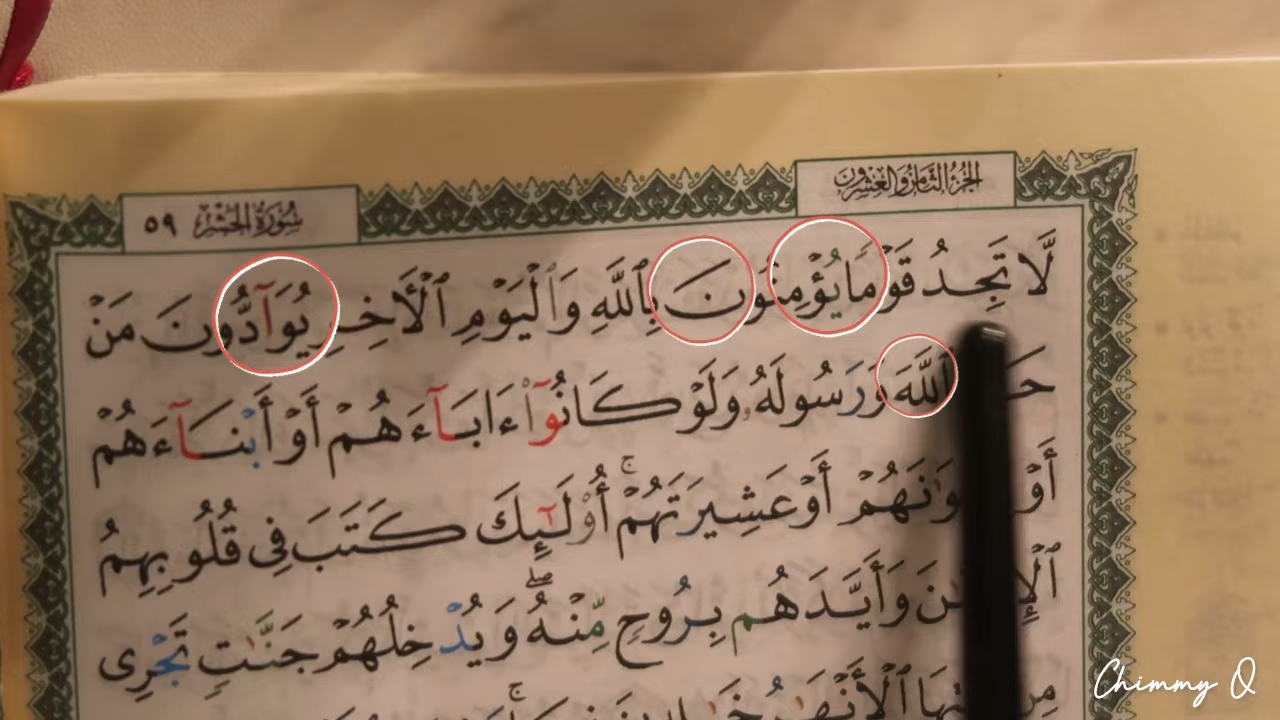 الجزء الثامن والعشرون
سورة الحشر ٥٩
لَّا تَجِدُ قَوْمًا يُؤْمِنُونَ بِٱللَّهِ وَٱلْيَوْمِ ٱلْأَخِرِ يُوَآدُّونَ مَنْ
ٱللَّهَ وَرَسُولَهُۥ وَلَوْ كَانُوٓا۟ ءَابَآءَهُمْ أَوْ أَبْنَآءَهُمْ
أَوْ أَوْ عَشِيرَتَهُمْ ۚ أُو۟لَٰٓئِكَ كَتَبَ فِى قُلُوبِهِمُ
وَأَيَّدَهُم بِرُوحٍ مِّنْهُ ۖ وَيُدْخِلُهُمْ جَنَّٰتٍ تَجْرِى
مِن ٱلْأَنْهَٰرُ
Chimmy Q